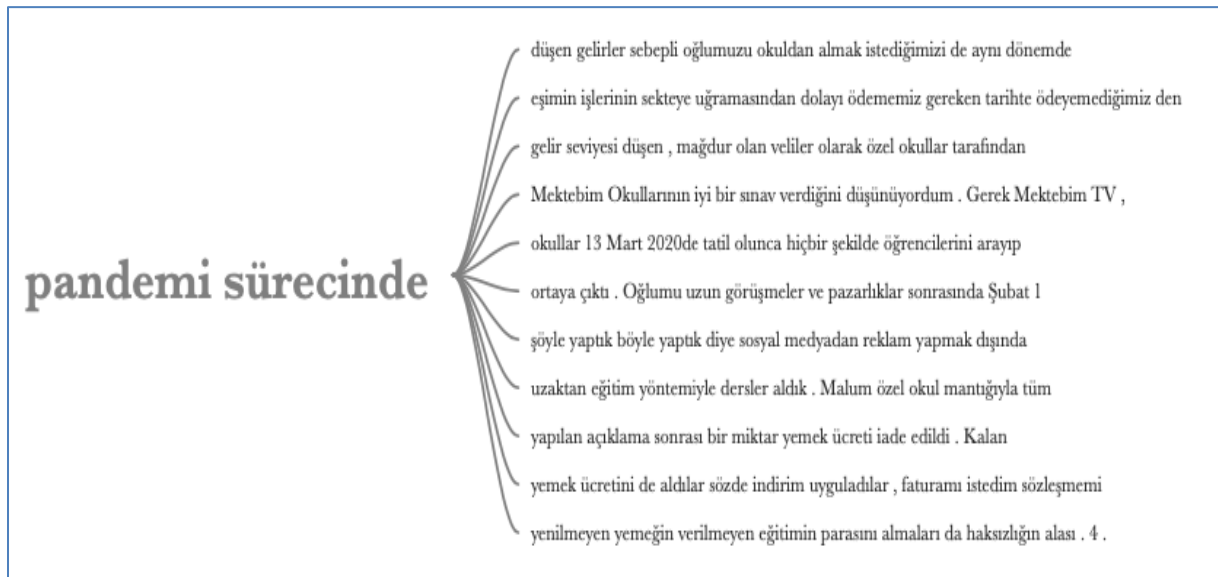 pandemi sürecinde
düşen gelirler sebepli oğlumuzu okuldan almak istediğimizi de aynı dönemde
eşimin işlerinin sekteye uğramasından dolayı ödememiz gereken tarihte ödeyemediğimiz den
gelir seviyesi düşen , mağdur olan veliler olarak özel okullar tarafından
Mektebim Okullarının iyi bir sınav verdiğini düşünüyordum . Gerek Mektebim TV ,
okullar 13 Mart 2020de tatil olunca hiçbir şekilde öğrencilerini arayıp
ortaya çıktı . Oğlumu uzun görüşmeler ve pazarlıklar sonrasında Şubat 1
şöyle yaptık böyle yaptık diye sosyal medyadan reklam yapmak dışında
uzaktan eğitim yöntemiyle dersler aldık . Malum özel okul mantığıyla tüm
yapılan açıklama sonrası bir miktar yemek ücreti iade edildi . Kalan
yemek ücretini de aldılar sözde indirim uyguladılar , faturamı istedim sözleşmemi
yenilmeyen yemeğin verilmeyen eğitimin parasını almaları da haksızlığın alası . 4 .